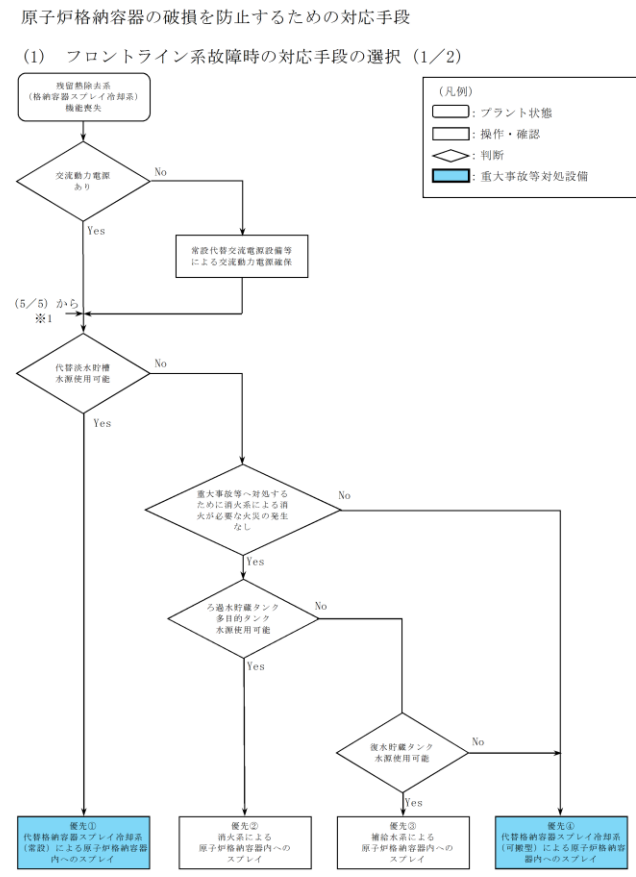 原子炉格納容器の破損を防止するための対応手段
(1) フロントライン系故障時の対応手段の選択(1/2)
残留熱除去系
(格納容器スプレイ冷却系)
機能喪失
(凡例)
:プラント状態
:操作・確認
:判断
:重大事故等対処設備
交流動力電源
あり
No
Yes
常設代替交流電源設備等
による交流動力電源確保
(5/5)から
※1
代替淡水貯槽
水源使用可能
No
Yes
重大事故等へ対処する
ために消火系による消
火が必要な火災の発生
なし
No
Yes
ろ過水貯蔵タンク
多目的タンク
水源使用可能
No
Yes
復水貯蔵タンク
水源使用可能
No
Yes
優先①
代替格納容器スプレイ冷却系
(常設)による原子炉格納容器
内へのスプレイ
優先②
消火系による
原子炉格納容器内への
スプレイ
優先③
補給水系による
原子炉格納容器内への
スプレイ
優先④
代替格納容器スプレイ冷却系
(可搬型)による原子炉格納容
器内へのスプレイ